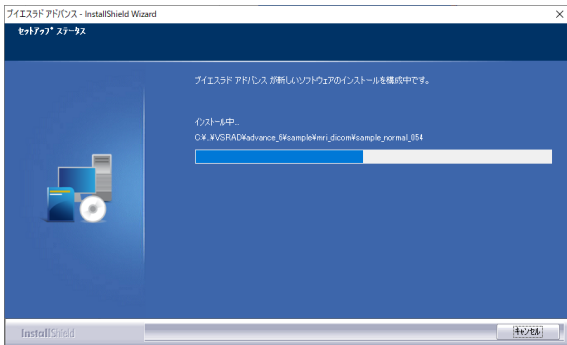 ブイエスラド アドバンス - InstallShield Wizard
セットアップ ステータス
ブイエスラド アドバンス が新しいソフトウェアのインストールを構成中です。
インストール中...
C:¥...¥VSRAD¥advance_6¥sample¥mri_dicom¥sample_normal_054
InstallShield
キャンセル